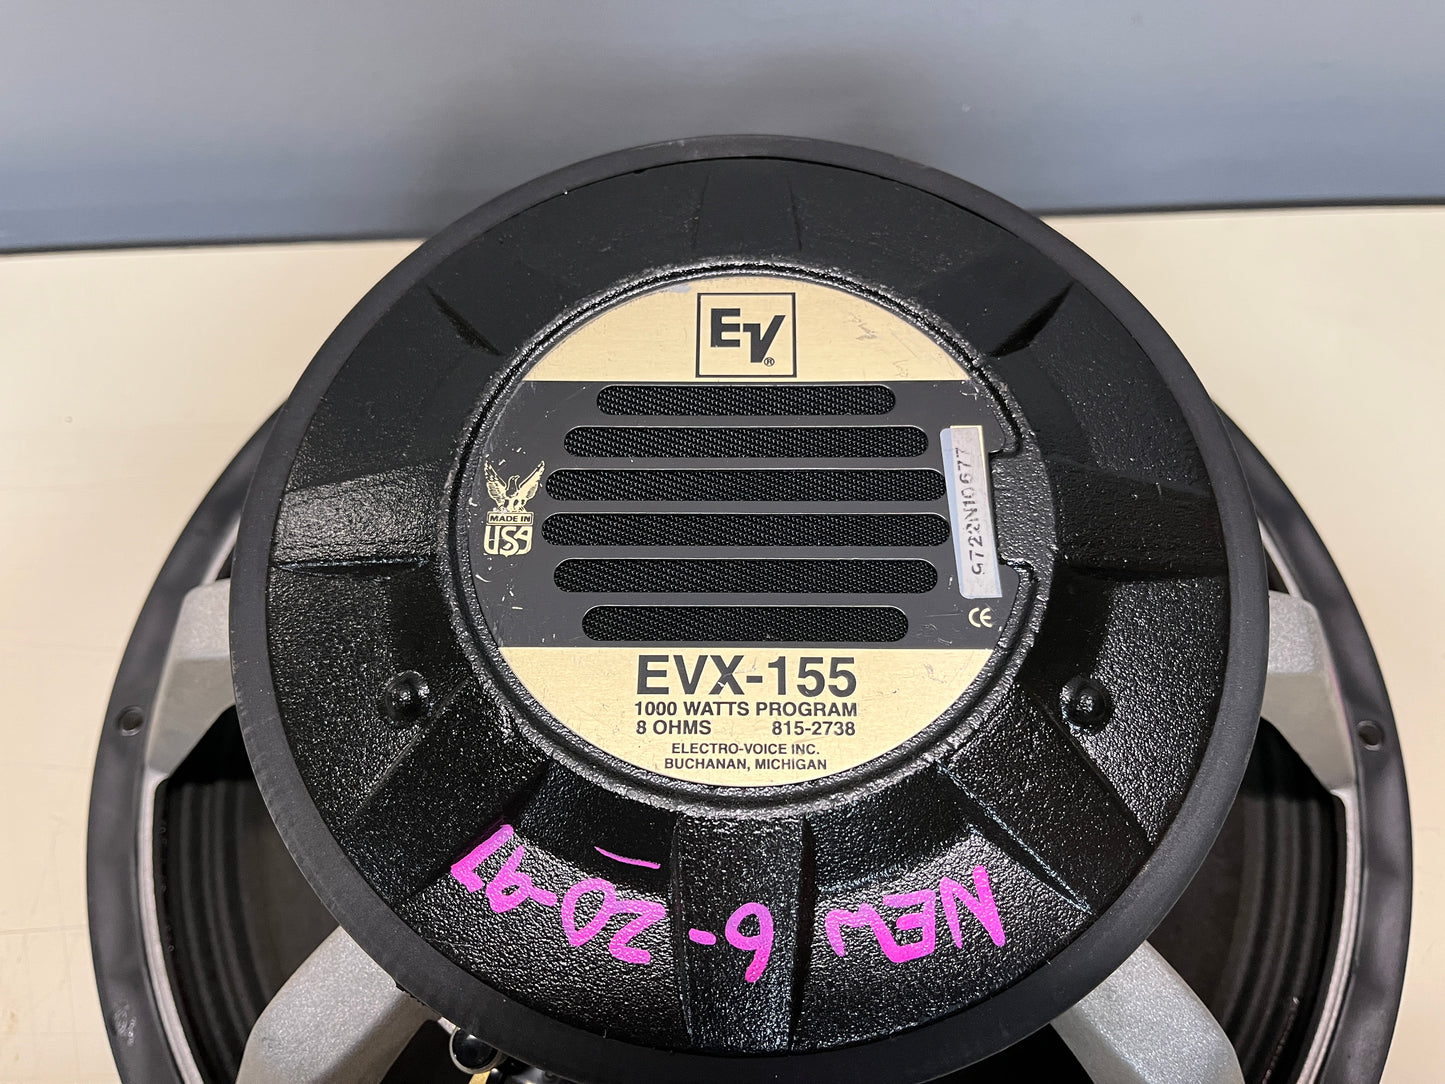 EV®
MADE IN
USA
9722N10677
CE
EVX-155
1000 WATTS PROGRAM
8 OHMS 815-2738
ELECTRO-VOICE INC.
BUCHANAN, MICHIGAN
NEW 6-20-97